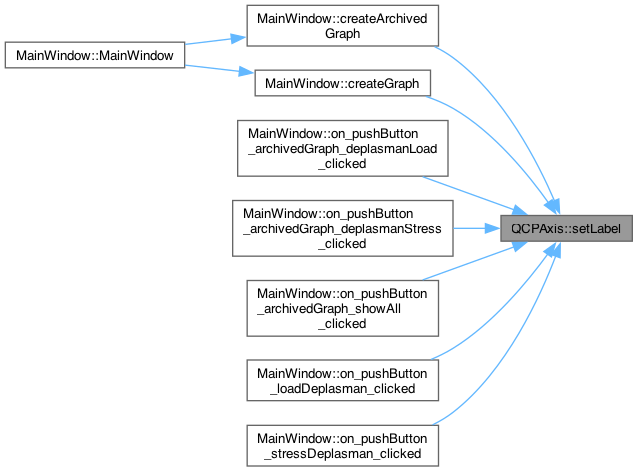 MainWindow::createArchived
Graph
MainWindow::MainWindow
MainWindow::createGraph
MainWindow::on_pushButton
_archivedGraph_deplasmanLoad
_clicked
MainWindow::on_pushButton
_archivedGraph_deplasmanStress
_clicked
QCPAxis::setLabel
MainWindow::on_pushButton
_archivedGraph_showAll
_clicked
MainWindow::on_pushButton
_loadDeplasman_clicked
MainWindow::on_pushButton
_stressDeplasman_clicked